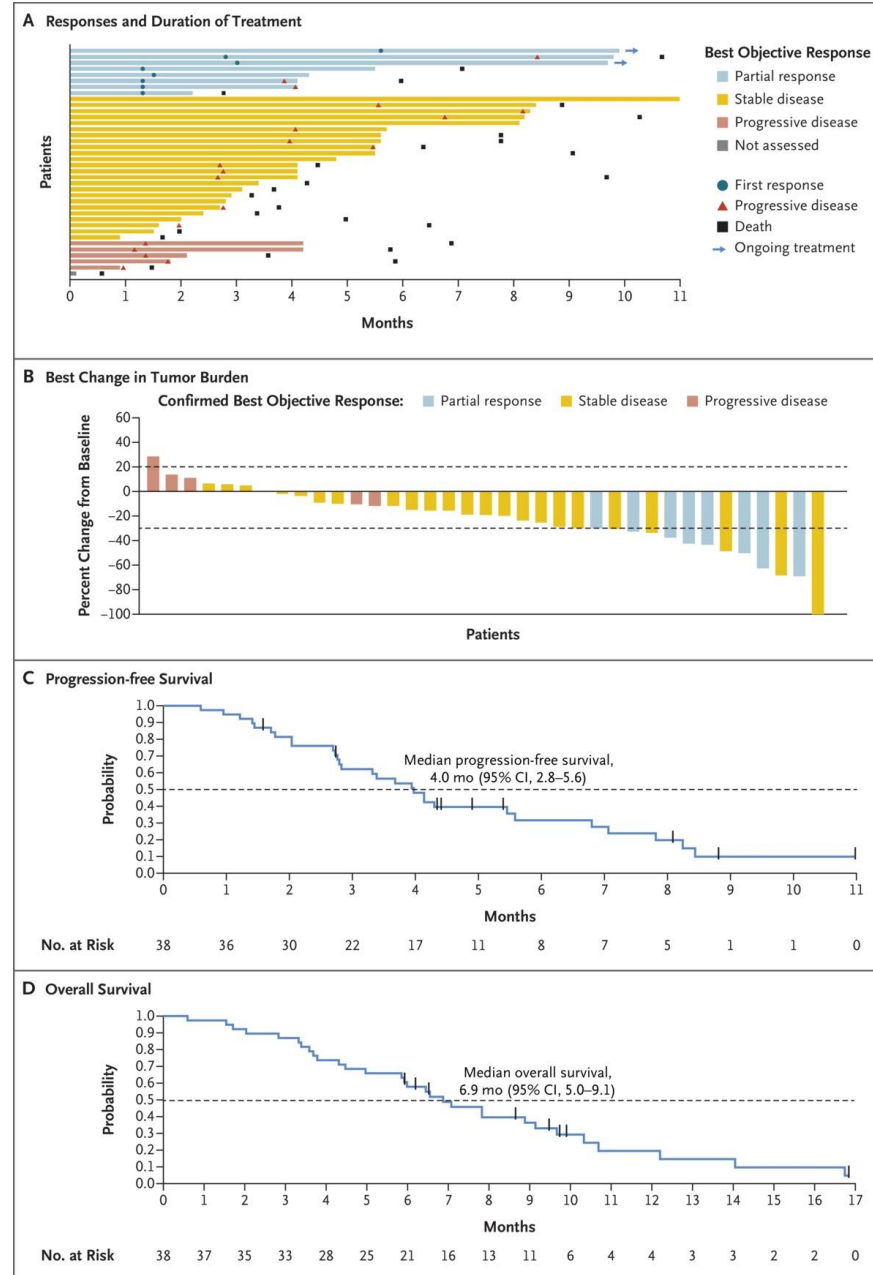 A Responses and Duration of Treatment
Patients
0 1 2 3 4 5 6 7 8 9 10 11
Months
Best Objective Response
Partial response
Stable disease
Progressive disease
Not assessed
First response
Progressive disease
Death
Ongoing treatment
B Best Change in Tumor Burden
Confirmed Best Objective Response: Partial response Stable disease Progressive disease
Percent Change from Baseline
60
40
20
0
−20
−40
−60
−80
−100
Patients
C Progression-free Survival
Probability
1.0
0.9
0.8
0.7
0.6
0.5
0.4
0.3
0.2
0.1
0.0
Median progression-free survival,
4.0 mo (95% CI, 2.8–5.6)
0 1 2 3 4 5 6 7 8 9 10 11
Months
No. at Risk 38 36 30 22 17 11 8 7 5 1 1 0
D Overall Survival
Probability
1.0
0.9
0.8
0.7
0.6
0.5
0.4
0.3
0.2
0.1
0.0
Median overall survival,
6.9 mo (95% CI, 5.0–9.1)
0 1 2 3 4 5 6 7 8 9 10 11 12 13 14 15 16 17
Months
No. at Risk 38 37 35 33 28 25 21 16 13 11 6 4 4 3 3 2 2 0